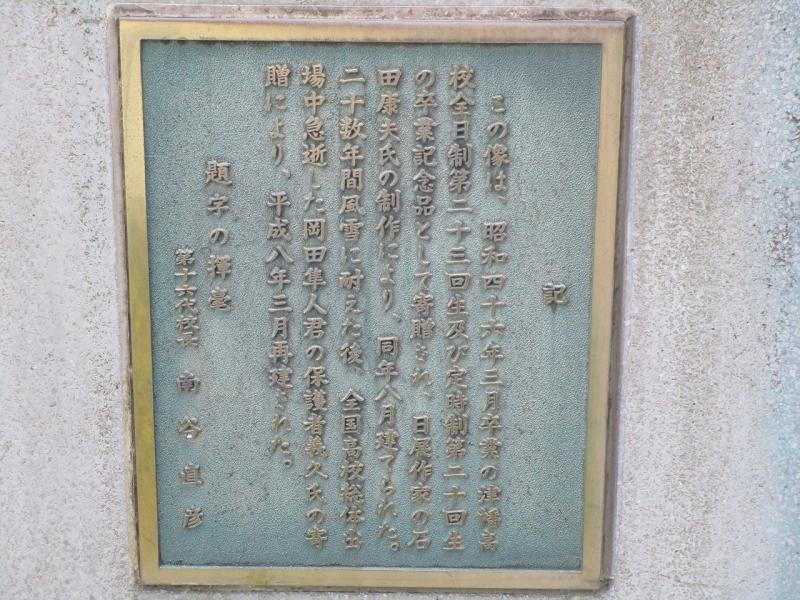 記
この像は、昭和四十六年三月卒業の津幡高
校全日制第二十三回生及び定時制第二十回生
の卒業記念品として寄贈され、日展作家の石
田康夫氏の制作により、同年八月建てられた。
二十数年間風雪に耐えた後、全国高校総体出
場中急逝した岡田隼人君の保護者義久氏の寄
贈により、平成八年三月再建された。
題字の揮毫
第十六代校長 南谷直彦